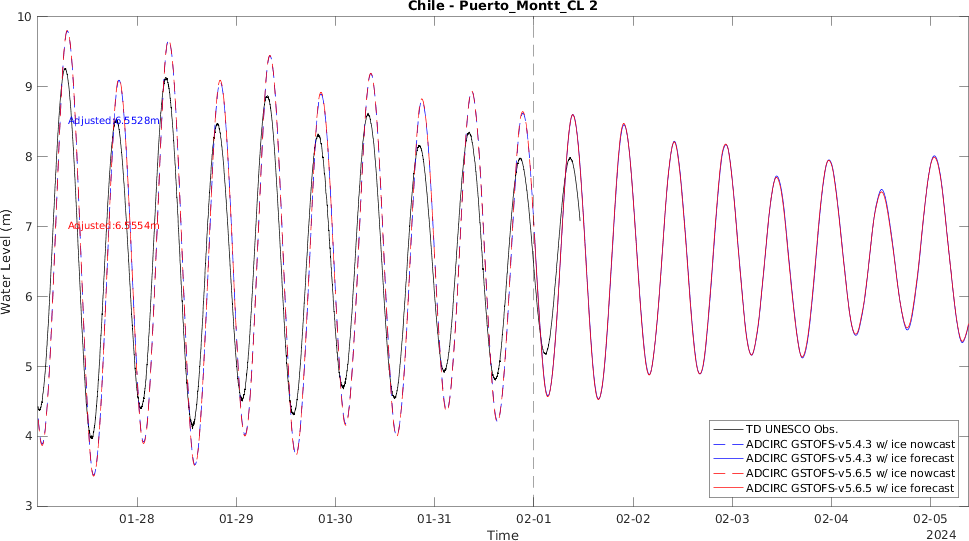 Chile - Puerto_Montt_CL 2
10
9
8
7
6
5
4
3
Water Level (m)
Adjusted:6.5528m
Adjusted:6.5554m
TD UNESCO Obs.
ADCIRC GSTOFS-v5.4.3 w/ ice nowcast
ADCIRC GSTOFS-v5.4.3 w/ ice forecast
ADCIRC GSTOFS-v5.6.5 w/ ice nowcast
ADCIRC GSTOFS-v5.6.5 w/ ice forecast
01-28 01-29 01-30 01-31 02-01 02-02 02-03 02-04 02-05
Time
2024